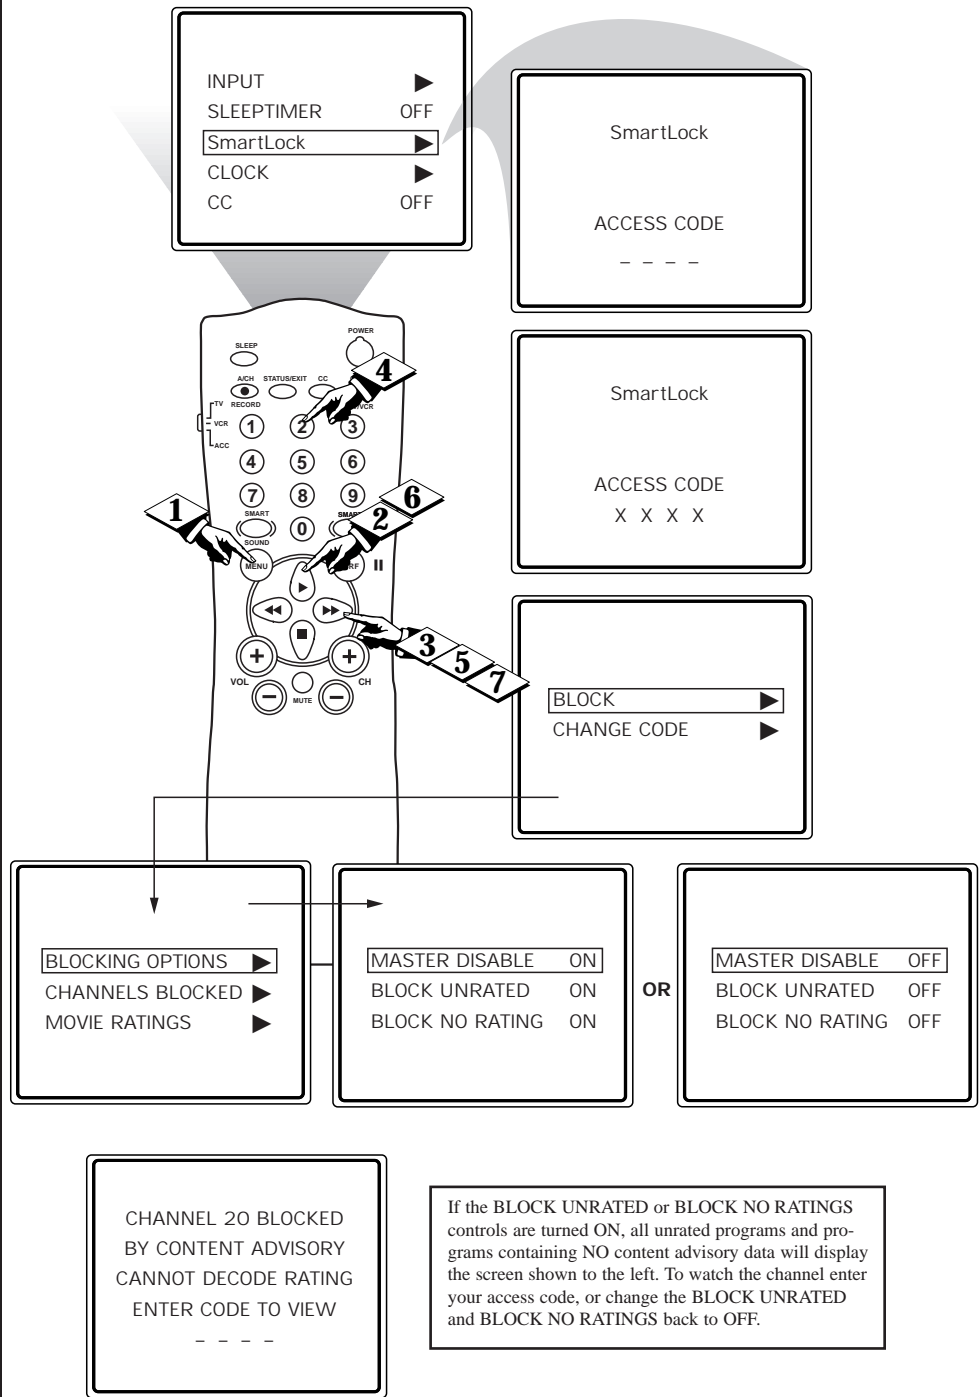 INPUT ▶
SLEEPTIMER OFF
SmartLock ▶
CLOCK ▶
CC OFF
SmartLock
ACCESS CODE
_ _ _ _
SmartLock
ACCESS CODE
X X X X
POWER
SLEEP
A/CH STATUS/EXIT CC
RECORD
TV
VCR
ACC
1 2 3
4 5 6
7 8 9
SMART
SOUND
0
MENU
VOL
MUTE
CH
4
6
1
2
3
5
7
BLOCK ▶
CHANGE CODE ▶
BLOCKING OPTIONS ▶
CHANNELS BLOCKED ▶
MOVIE RATINGS ▶
MASTER DISABLE ON
BLOCK UNRATED ON
BLOCK NO RATING ON
OR
MASTER DISABLE OFF
BLOCK UNRATED OFF
BLOCK NO RATING OFF
CHANNEL 20 BLOCKED
BY CONTENT ADVISORY
CANNOT DECODE RATING
ENTER CODE TO VIEW
_ _ _ _
If the BLOCK UNRATED or BLOCK NO RATINGS
controls are turned ON, all unrated programs and pro-
grams containing NO content advisory data will display
the screen shown to the left. To watch the channel enter
your access code, or change the BLOCK UNRATED
and BLOCK NO RATINGS back to OFF.